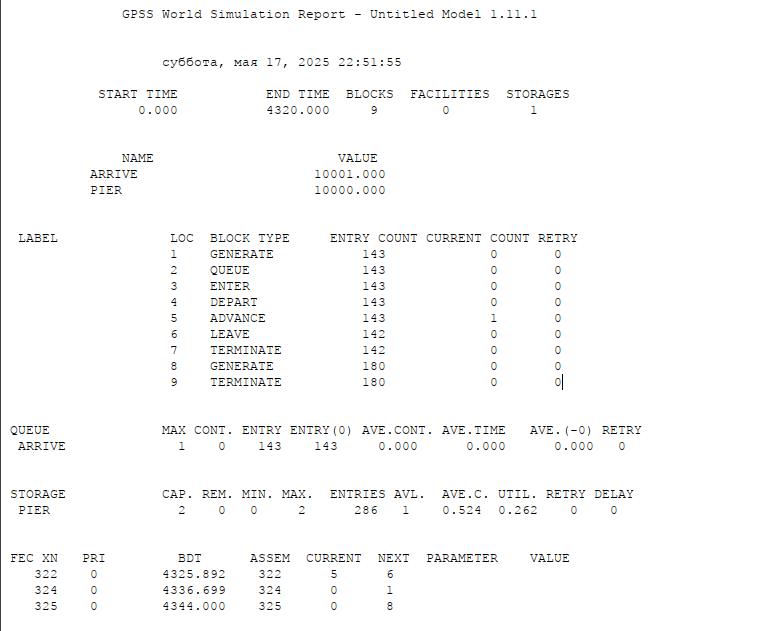 GPSS World Simulation Report - Untitled Model 1.11.1
суббота, мая 17, 2025 22:51:55
START TIME END TIME BLOCKS FACILITIES STORAGES
0.000 4320.000 9 0 1
NAME VALUE
ARRIVE 10001.000
PIER 10000.000
LABEL LOC BLOCK TYPE ENTRY COUNT CURRENT COUNT RETRY
1 GENERATE 143 0 0
2 QUEUE 143 0 0
3 ENTER 143 0 0
4 DEPART 143 0 0
5 ADVANCE 143 1 0
6 LEAVE 142 0 0
7 TERMINATE 142 0 0
8 GENERATE 180 0 0
9 TERMINATE 180 0 0
QUEUE MAX CONT. ENTRY ENTRY(0) AVE.CONT. AVE.TIME AVE.(-0) RETRY
ARRIVE 1 0 143 143 0.000 0.000 0.000 0
STORAGE CAP. REM. MIN. MAX. ENTRIES AVL. AVE.C. UTIL. RETRY DELAY
PIER 2 0 0 2 286 1 0.524 0.262 0 0
FEC XN PRI BDT ASSEM CURRENT NEXT PARAMETER VALUE
322 0 4325.892 322 5 6
324 0 4336.699 324 0 1
325 0 4344.000 325 0 8